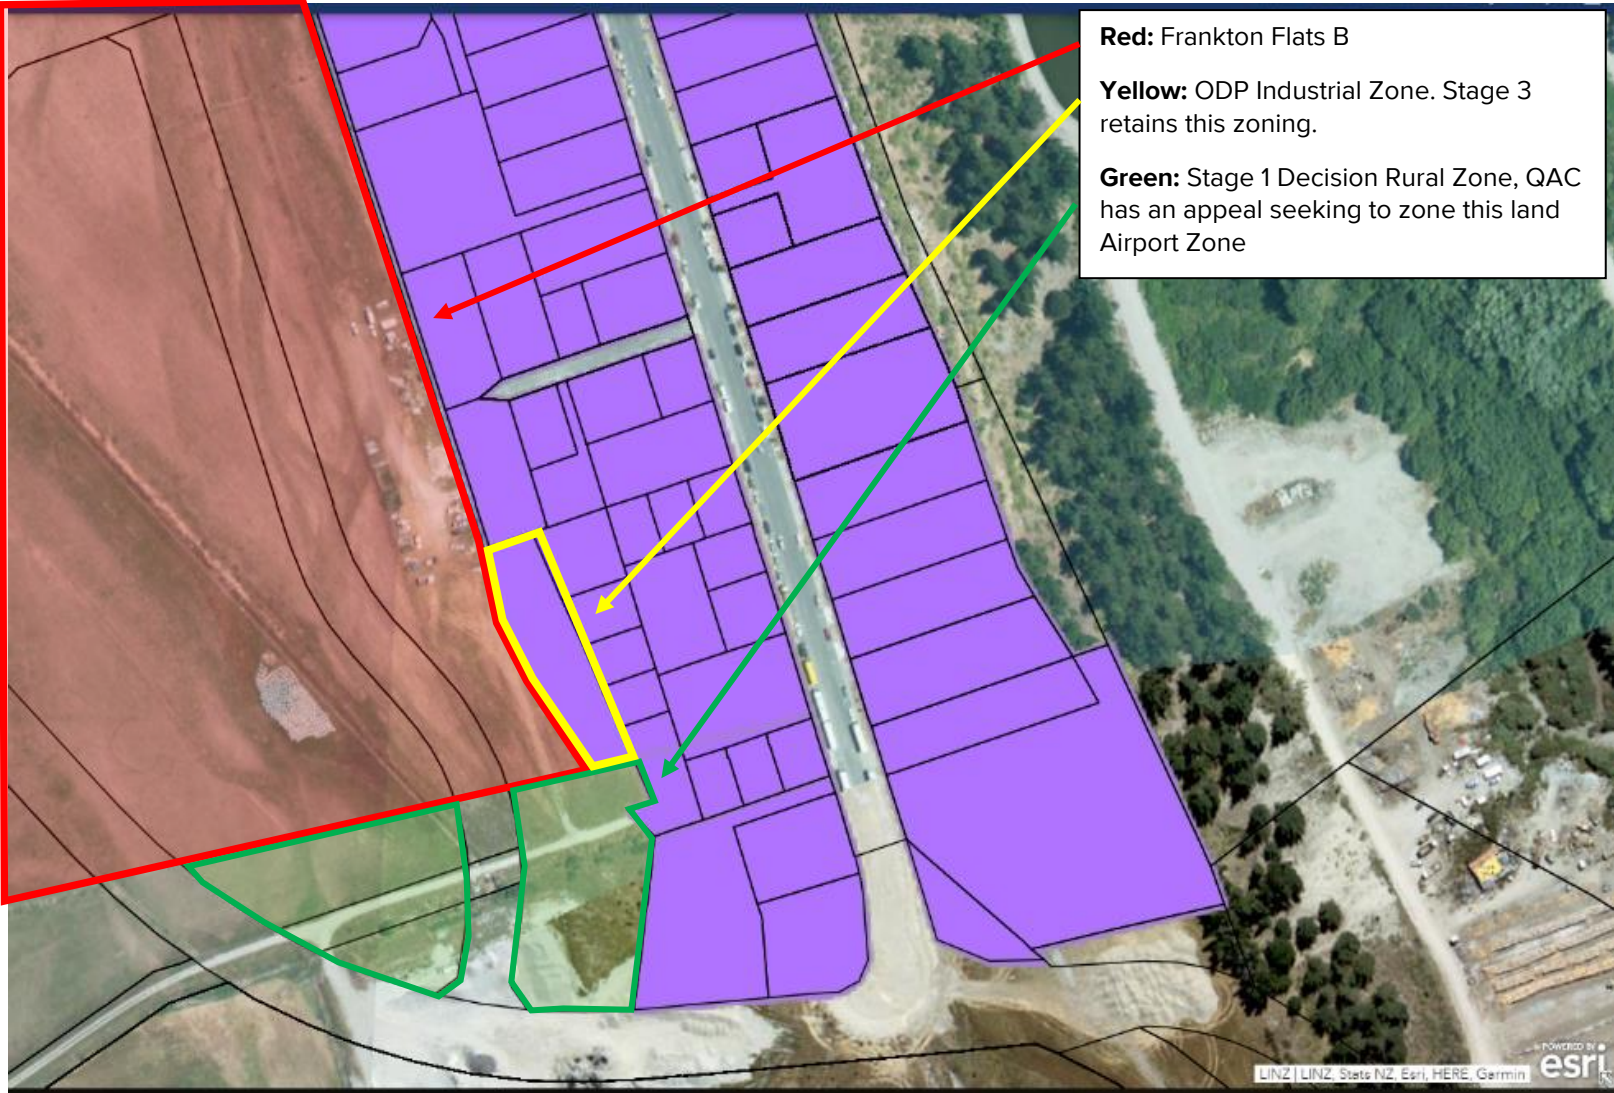 Red: Frankton Flats B
Yellow: ODP Industrial Zone. Stage 3
retains this zoning.
Green: Stage 1 Decision Rural Zone, QAC
has an appeal seeking to zone this land
Airport Zone
POWERED BY
esri
LINZ | LINZ, Stats NZ, Esri, HERE, Garmin